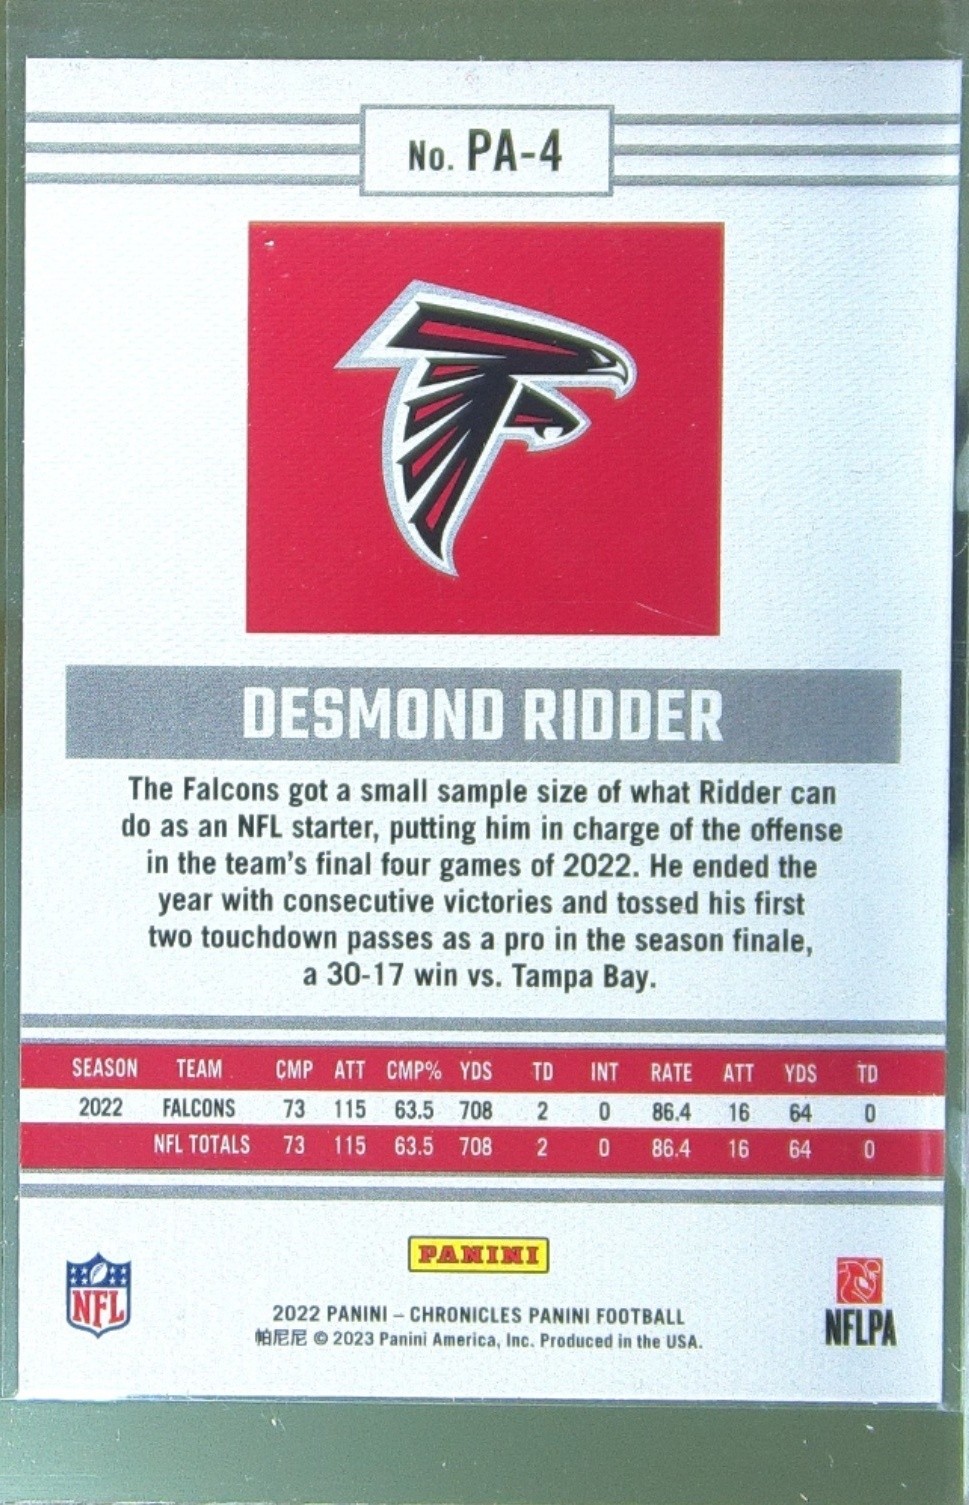 No. PA-4
DESMOND RIDDER
The Falcons got a small sample size of what Ridder can
do as an NFL starter, putting him in charge of the offense
in the team's final four games of 2022. He ended the
year with consecutive victories and tossed his first
two touchdown passes as a pro in the season finale,
a 30-17 win vs. Tampa Bay.
SEASON TEAM CMP ATT CMP% YDS TD INT RATE ATT YDS TD
2022 FALCONS 73 115 63.5 708 2 0 86.4 16 64 0
NFL TOTALS 73 115 63.5 708 2 0 86.4 16 64 0
PANINI
NFL
2022 PANINI – CHRONICLES PANINI FOOTBALL
帕尼尼 © 2023 Panini America, Inc. Produced in the USA.
NFLPA